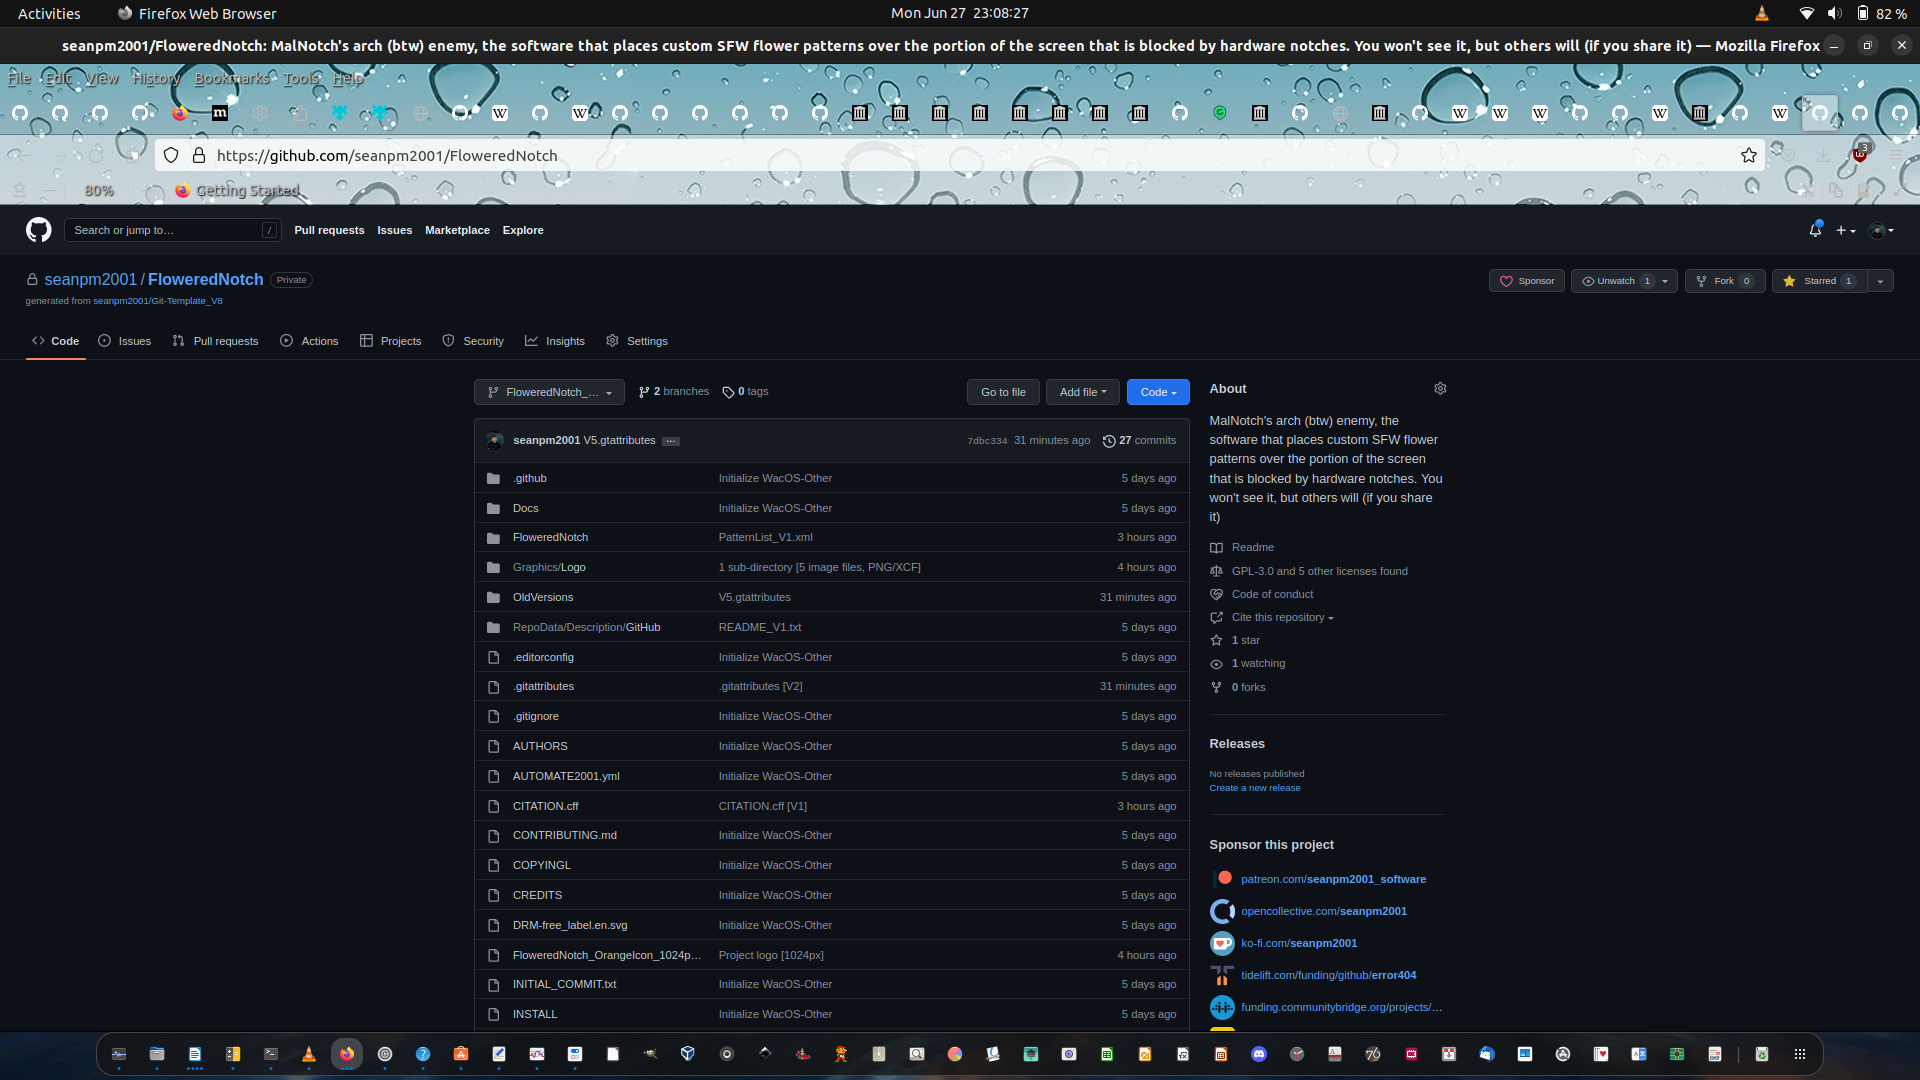 Activities
Firefox Web Browser
Mon Jun 27 23:08:27
82 %
seanpm2001/FloweredNotch: MalNotch's arch (btw) enemy, the software that places custom SFW flower patterns over the portion of the screen that is blocked by hardware notches. You won't see it, but others will (if you share it) — Mozilla Firefox
File Edit View History Bookmarks Tools Help
https://github.com/seanpm2001/FloweredNotch
3
80%
Getting Started
Search or jump to…
/
Pull requests Issues Marketplace Explore
seanpm2001 / FloweredNotch Private
generated from seanpm2001/Git-Template_V8
Sponsor
Unwatch 1
Fork 0
Starred 1
Code
Issues
Pull requests
Actions
Projects
Security
Insights
Settings
FloweredNotch_…
2 branches
0 tags
Go to file
Add file
Code
seanpm2001 V5.gtattributes …
7dbc334 31 minutes ago
27 commits
.github Initialize WacOS-Other 5 days ago
Docs Initialize WacOS-Other 5 days ago
FloweredNotch PatternList_V1.xml 3 hours ago
Graphics/Logo 1 sub-directory [5 image files, PNG/XCF] 4 hours ago
OldVersions V5.gtattributes 31 minutes ago
RepoData/Description/GitHub README_V1.txt 5 days ago
.editorconfig Initialize WacOS-Other 5 days ago
.gitattributes .gitattributes [V2] 31 minutes ago
.gitignore Initialize WacOS-Other 5 days ago
AUTHORS Initialize WacOS-Other 5 days ago
AUTOMATE2001.yml Initialize WacOS-Other 5 days ago
CITATION.cff CITATION.cff [V1] 3 hours ago
CONTRIBUTING.md Initialize WacOS-Other 5 days ago
COPYINGL Initialize WacOS-Other 5 days ago
CREDITS Initialize WacOS-Other 5 days ago
DRM-free_label.en.svg Initialize WacOS-Other 5 days ago
FloweredNotch_OrangeIcon_1024p… Project logo [1024px] 4 hours ago
INITIAL_COMMIT.txt Initialize WacOS-Other 5 days ago
INSTALL Initialize WacOS-Other 5 days ago
About
MalNotch's arch (btw) enemy, the
software that places custom SFW flower
patterns over the portion of the screen
that is blocked by hardware notches. You
won't see it, but others will (if you share
it)
Readme
GPL-3.0 and 5 other licenses found
Code of conduct
Cite this repository
1 star
1 watching
0 forks
Releases
No releases published
Create a new release
Sponsor this project
patreon.com/seanpm2001_software
opencollective.com/seanpm2001
ko-fi.com/seanpm2001
tidelift.com/funding/github/error404
funding.communitybridge.org/projects/…